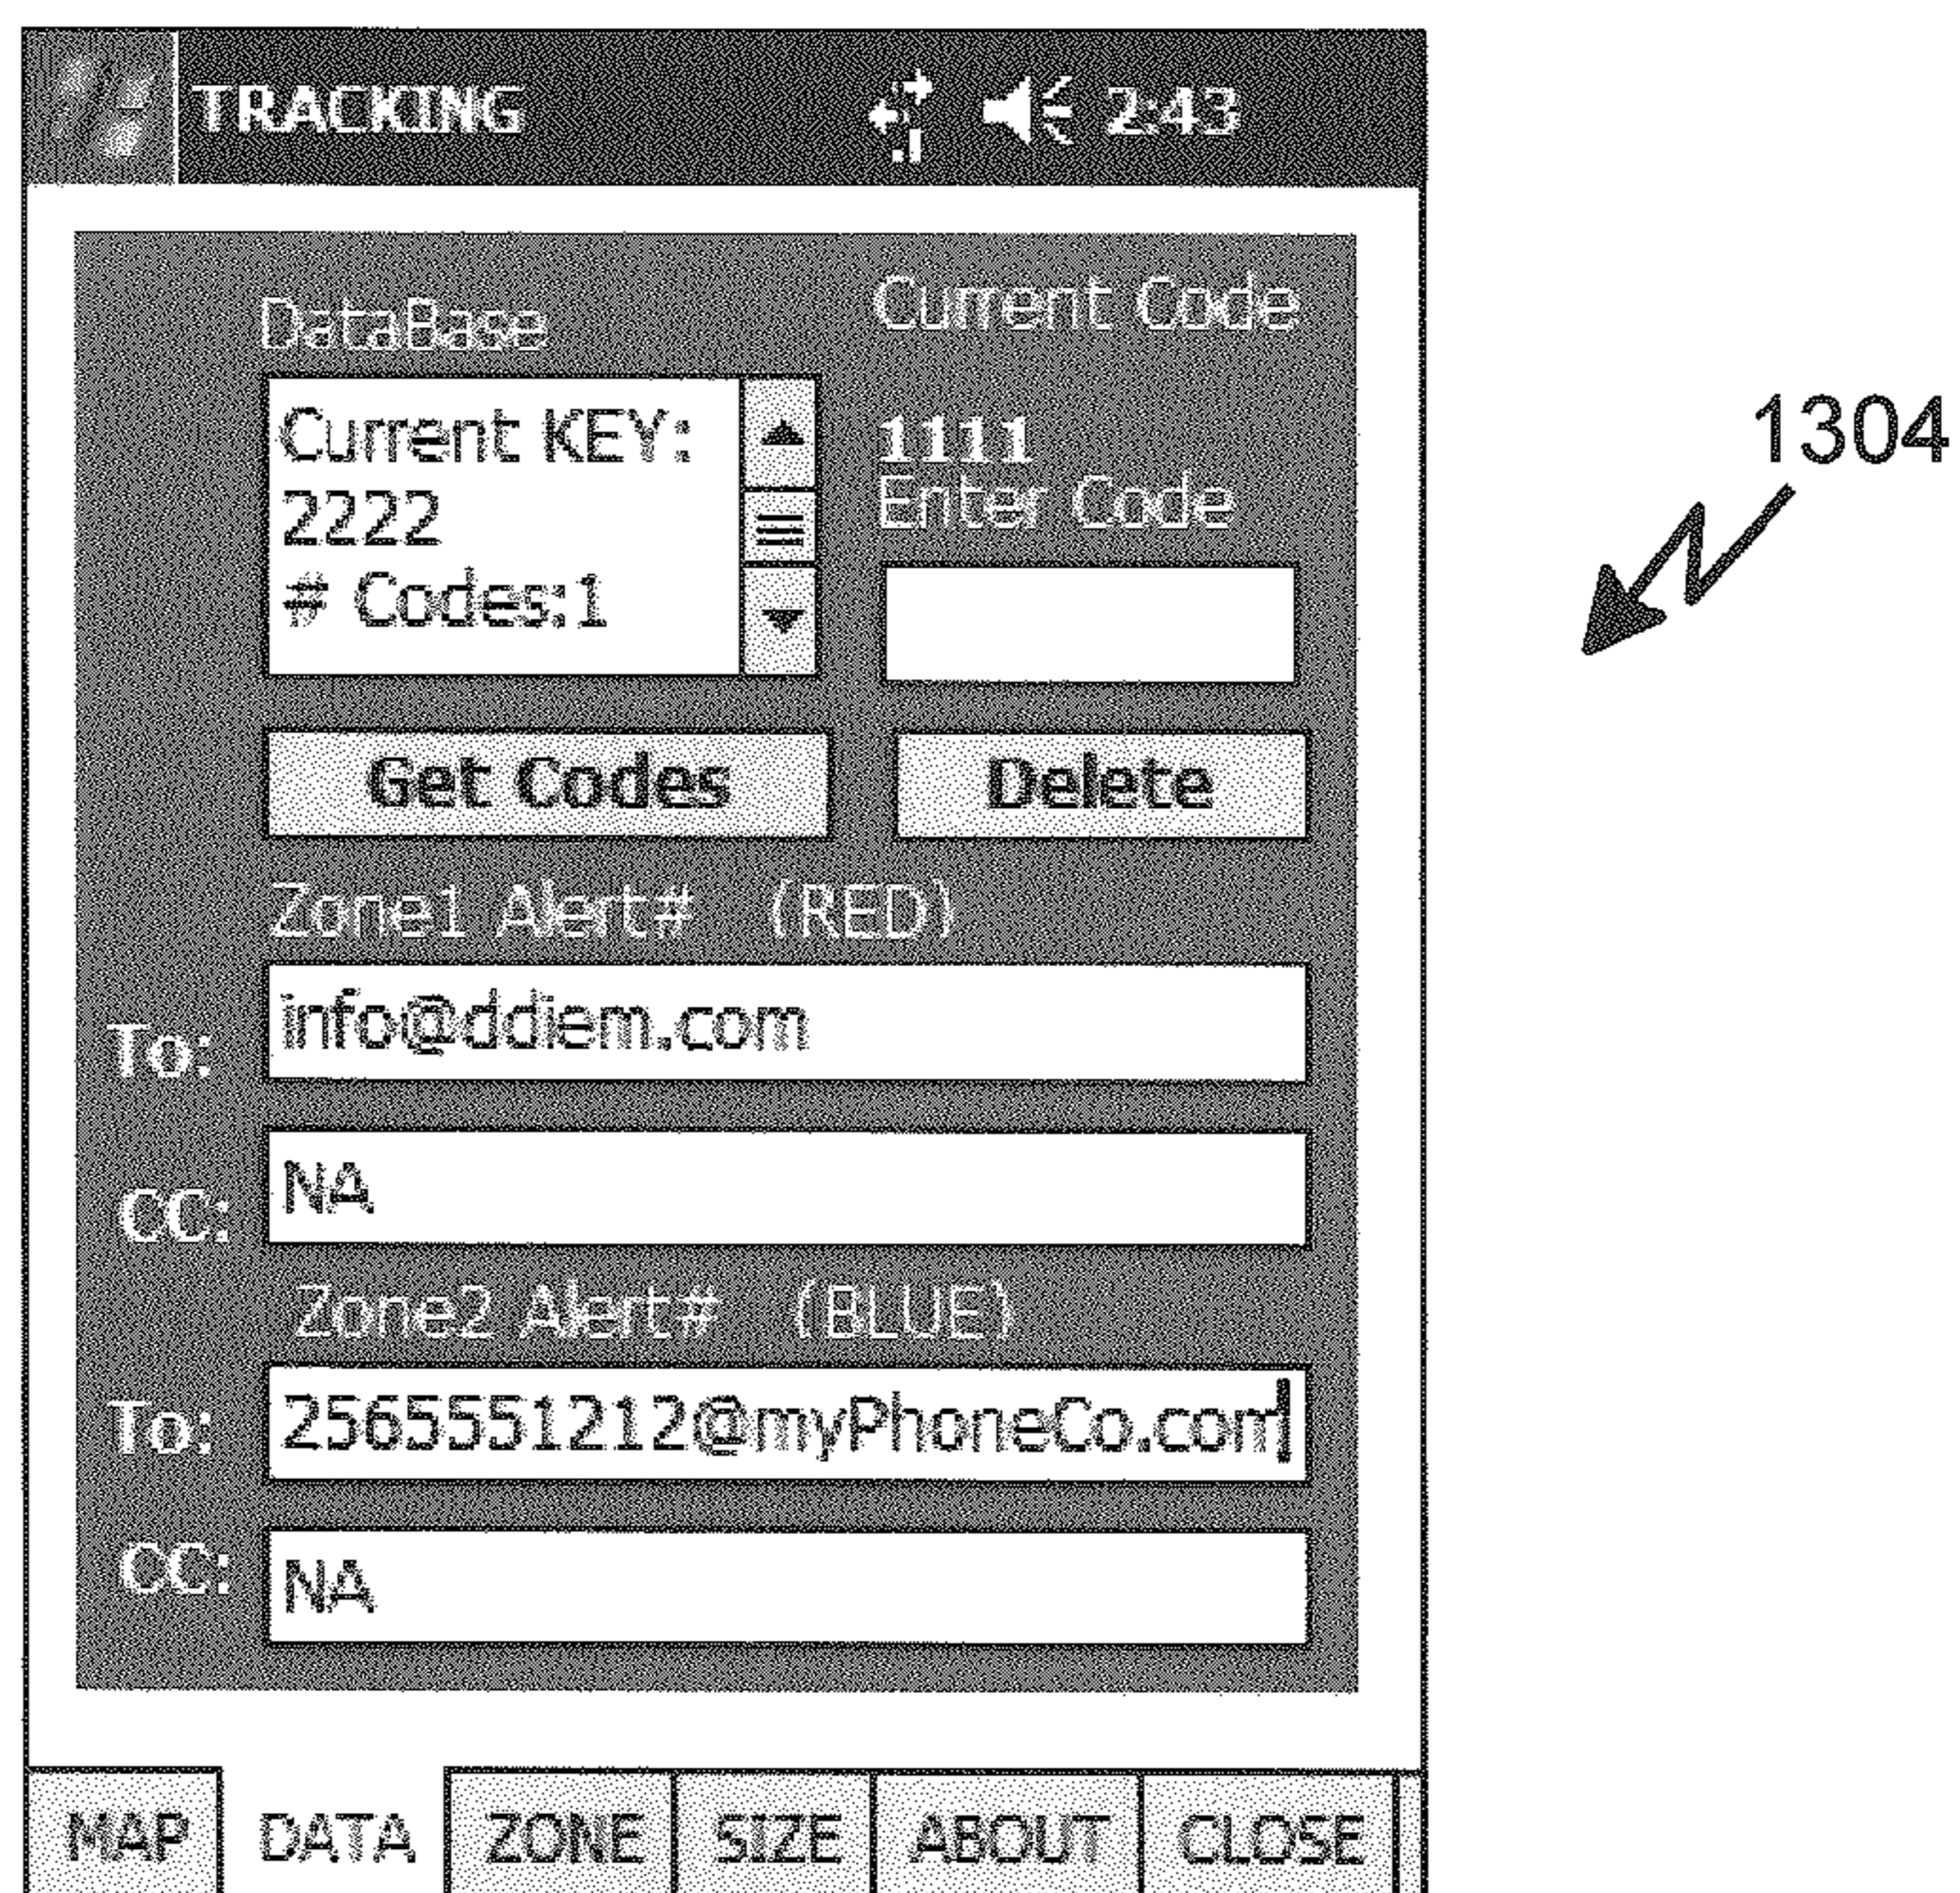 TRACKING 2:43
DataBase
Current Code
Current KEY:
2222
# Codes:1
1111
Enter Code
1304
Get Codes
Delete
Zone1 Alert# (RED)
To:
info@ddiem.com
CC:
NA
Zone2 Alert# (BLUE)
To:
2565551212@myPhoneCo.com
CC:
NA
MAP DATA ZONE SIZE ABOUT CLOSE